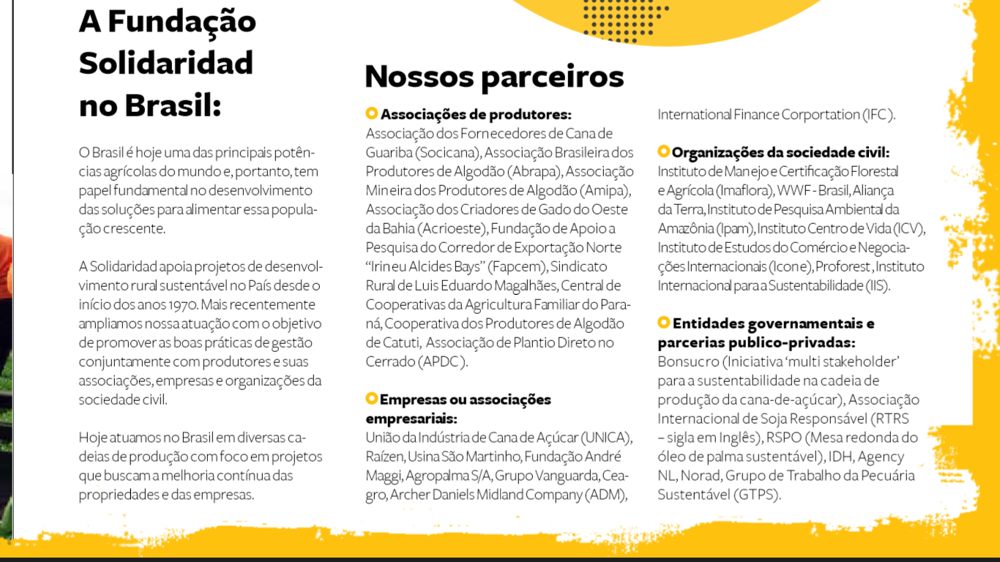 A Fundação
Solidaridad
no Brasil:
O Brasil é hoje uma das principais potên-
cias agrícolas do mundo e, portanto, tem
papel fundamental no desenvolvimento
das soluções para alimentar essa popula-
ção crescente.
A Solidaridad apoia projetos de desenvol-
vimento rural sustentável no País desde o
início dos anos 1970. Mais recentemente
ampliamos nossa atuação com o objetivo
de promover as boas práticas de gestão
conjuntamente com produtores e suas
associações, empresas e organizações da
sociedade civil.
Hoje atuamos no Brasil em diversas ca-
deias de produção com foco em projetos
que buscam a melhoria contínua das
propriedades e das empresas.
Nossos parceiros
Associações de produtores:
Associação dos Fornecedores de Cana de
Guariba (Socicana), Associação Brasileira dos
Produtores de Algodão (Abrapa), Associação
Mineira dos Produtores de Algodão (Amipa),
Associação dos Criadores de Gado do Oeste
da Bahia (Acrioeste), Fundação de Apoio a
Pesquisa do Corredor de Exportação Norte
“Irineu Alcides Bays” (Fapcem), Sindicato
Rural de Luis Eduardo Magalhães, Central de
Cooperativas da Agricultura Familiar do Para-
ná, Cooperativa dos Produtores de Algodão
de Catuti, Associação de Plantio Direto no
Cerrado (APDC).
Empresas ou associações
empresariais:
União da Indústria de Cana de Açúcar (UNICA),
Raízen, Usina São Martinho, Fundação André
Maggi, Agropalma S/A, Grupo Vanguarda, Cea-
gro, Archer Daniels Midland Company (ADM),
International Finance Corportation (IFC).
Organizações da sociedade civil:
Instituto de Manejo e Certificação Florestal
e Agrícola (Imaflora), WWF - Brasil, Aliança
da Terra, Instituto de Pesquisa Ambiental da
Amazônia (Ipam), Instituto Centro de Vida (ICV),
Instituto de Estudos do Comércio e Negocia-
ções Internacionais (Icone), Proforest, Instituto
Internacional para a Sustentabilidade (IIS).
Entidades governamentais e
parcerias publico-privadas:
Bonsucro (Iniciativa ‘multi stakeholder’
para a sustentabilidade na cadeia de
produção da cana-de-açúcar), Associação
Internacional de Soja Responsável (RTRS
– sigla em Inglês), RSPO (Mesa redonda do
óleo de palma sustentável), IDH, Agency
NL, Norad, Grupo de Trabalho da Pecuária
Sustentável (GTPS).